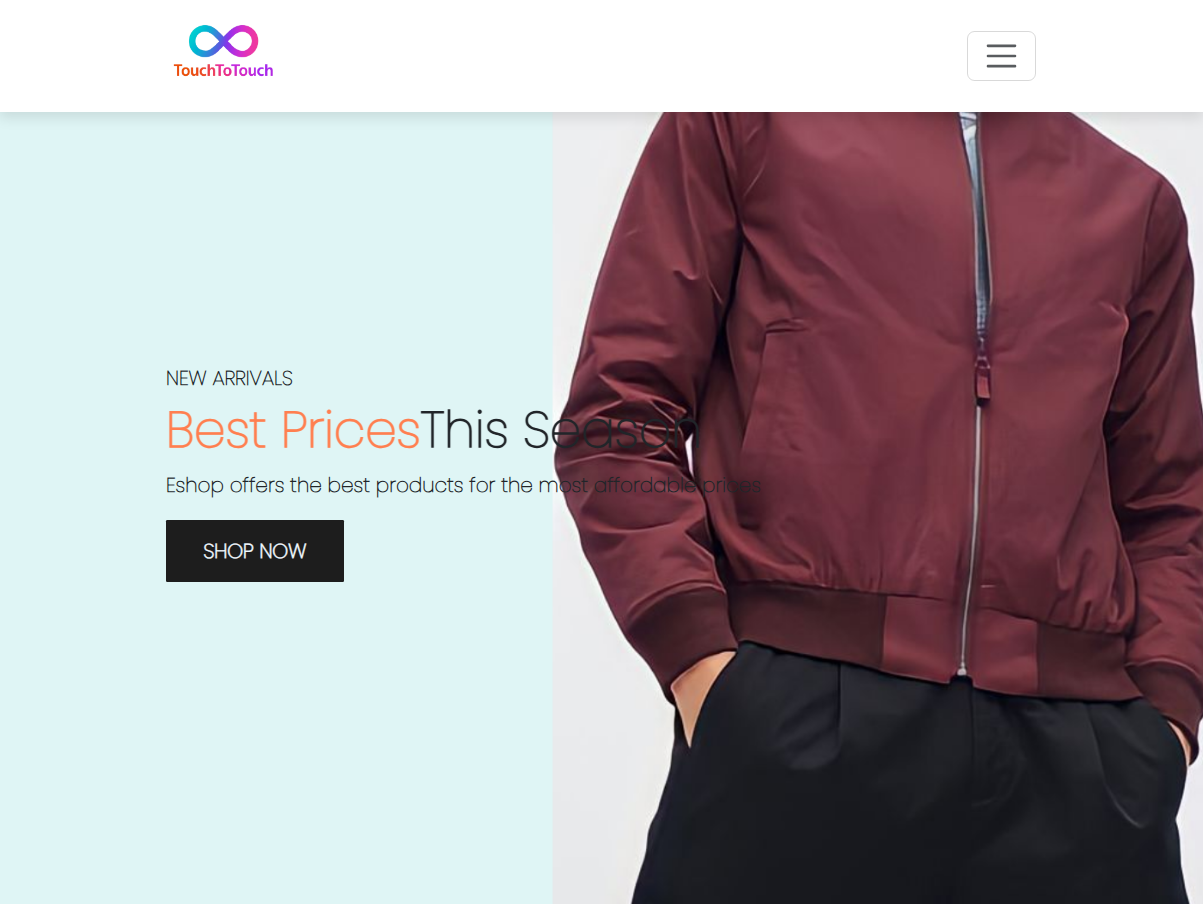 TouchToTouch
NEW ARRIVALS
Best PricesThis Season
Eshop offers the best products for the most affordable prices
SHOP NOW